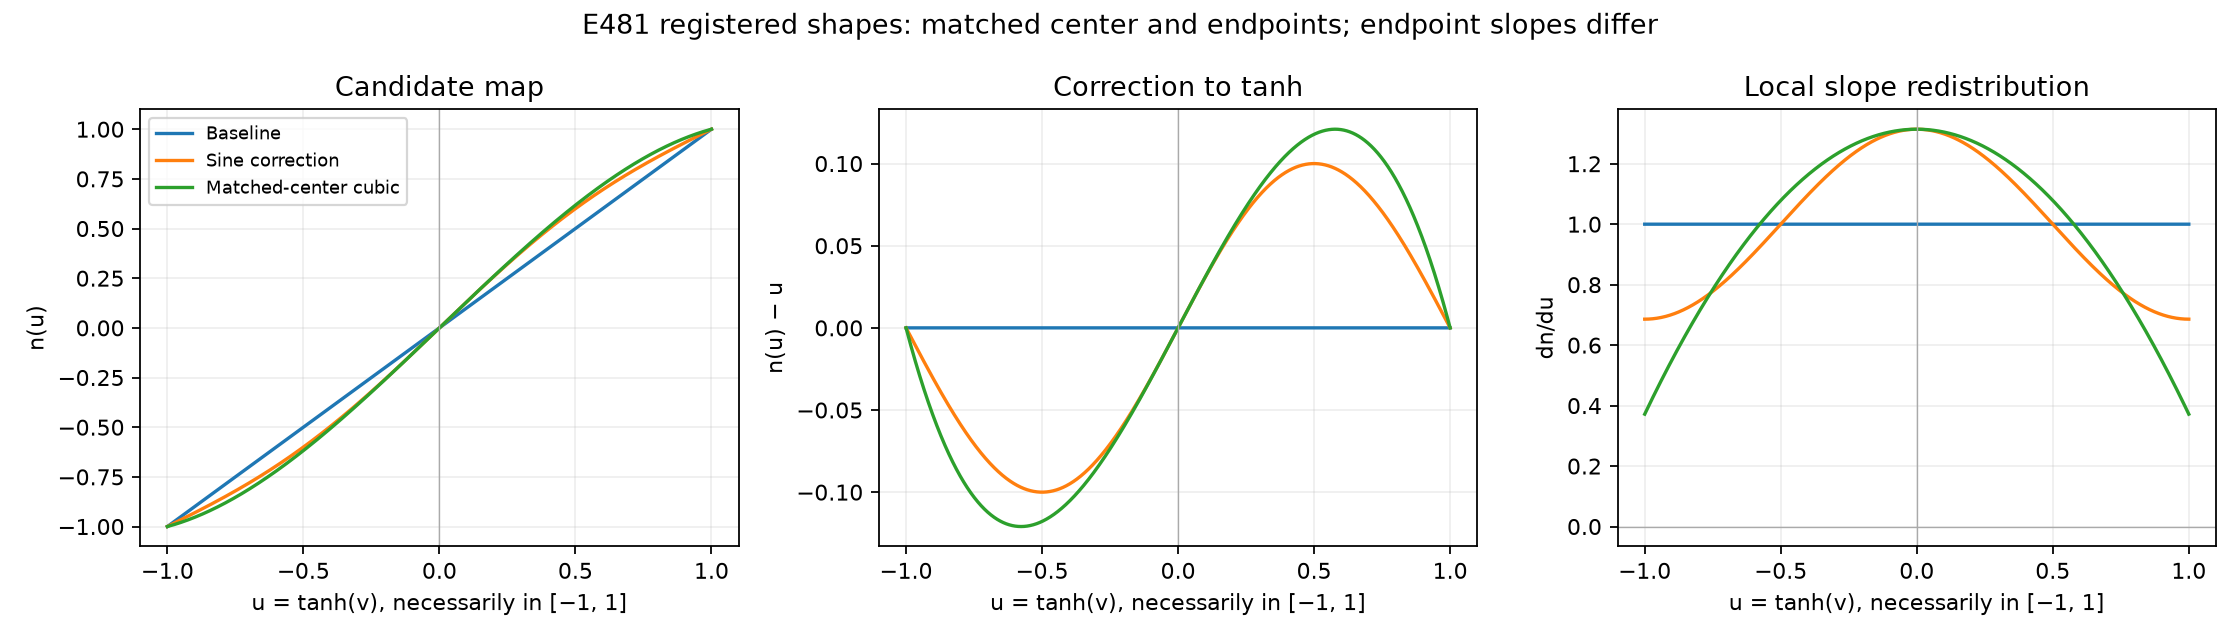 E481 registered shapes: matched center and endpoints; endpoint slopes differ
Candidate map
n(u)
1.00
0.75
0.50
0.25
0.00
−0.25
−0.50
−0.75
−1.00
Baseline
Sine correction
Matched-center cubic
−1.0 −0.5 0.0 0.5 1.0
u = tanh(v), necessarily in [−1, 1]
Correction to tanh
n(u) − u
0.10
0.05
0.00
−0.05
−0.10
−1.0 −0.5 0.0 0.5 1.0
u = tanh(v), necessarily in [−1, 1]
Local slope redistribution
dn/du
1.2
1.0
0.8
0.6
0.4
0.2
0.0
−1.0 −0.5 0.0 0.5 1.0
u = tanh(v), necessarily in [−1, 1]